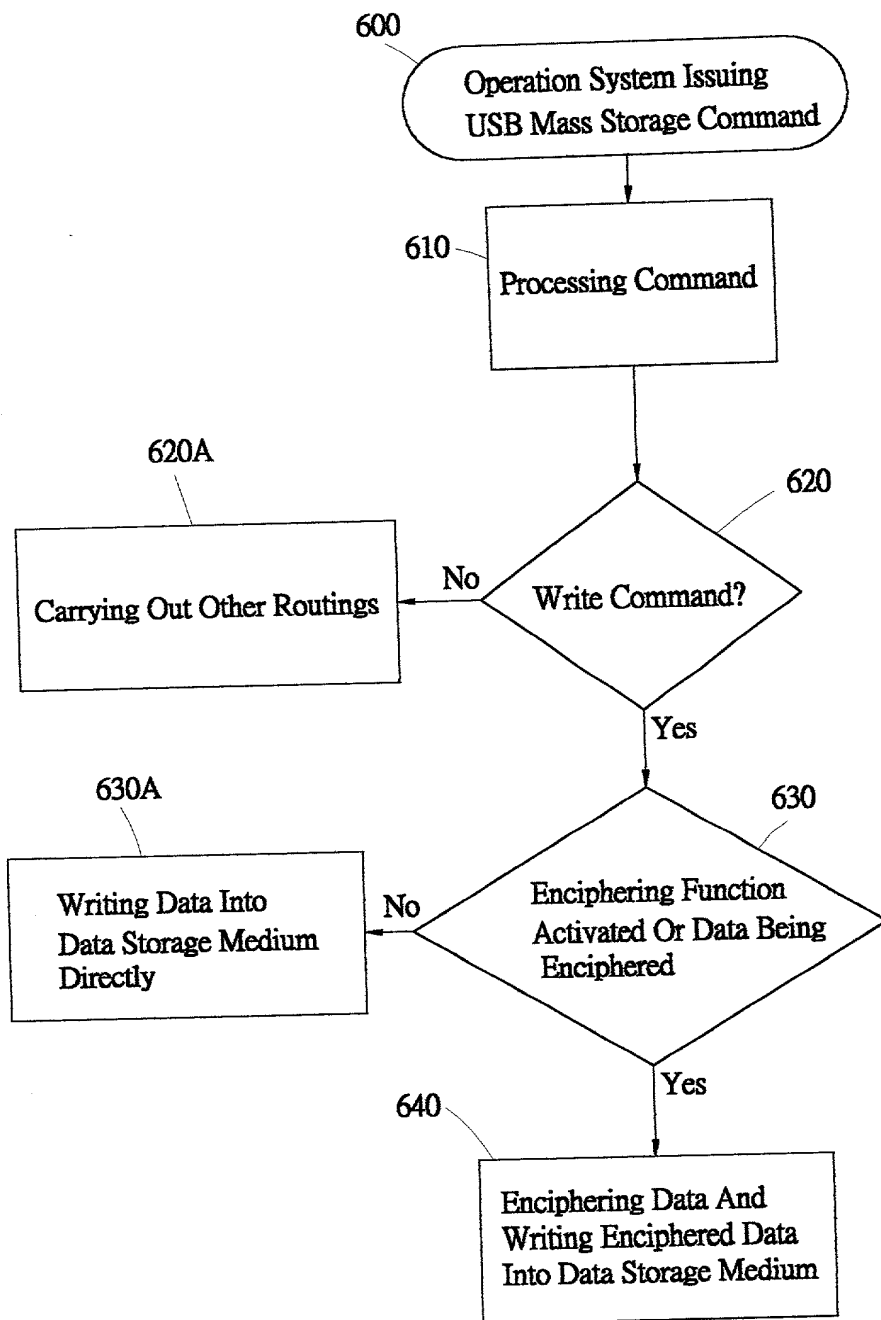 600
Operation System Issuing
USB Mass Storage Command
610
Processing Command
620A
620
Carrying Out Other Routings
No
Write Command?
Yes
630A
630
Writing Data Into
Data Storage Medium
Directly
No
Enciphering Function
Activated Or Data Being
Enciphered
Yes
640
Enciphering Data And
Writing Enciphered Data
Into Data Storage Medium